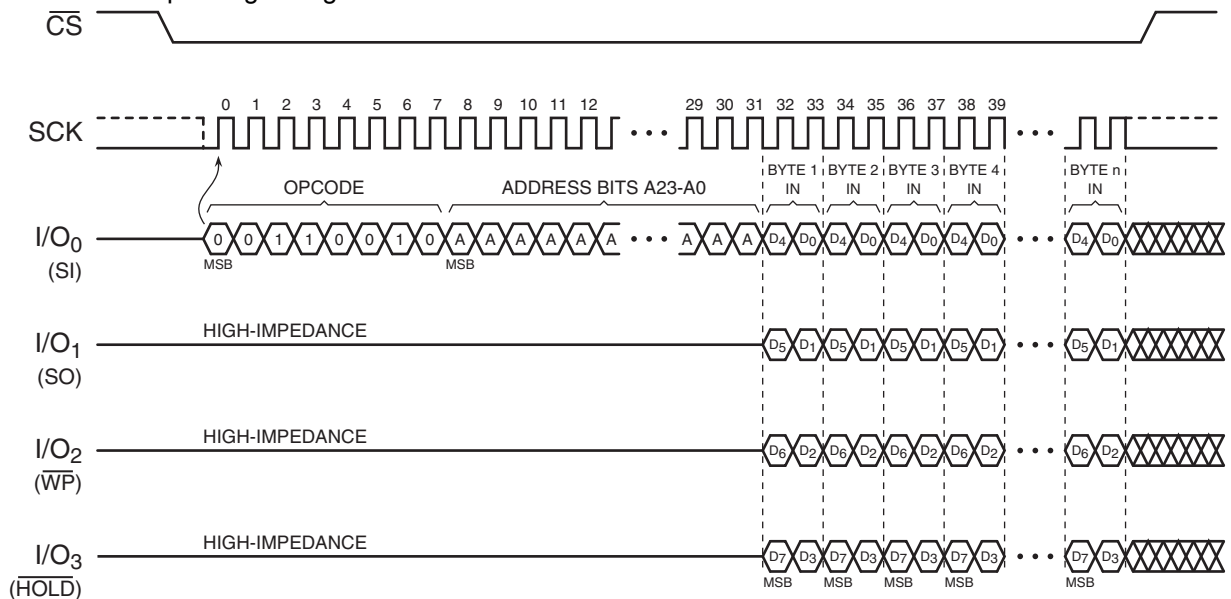 CS
0 1 2 3 4 5 6 7 8 9 10 11 12 29 30 31 32 33 34 35 36 37 38 39
SCK
OPCODE
ADDRESS BITS A23-A0
BYTE 1 IN
BYTE 2 IN
BYTE 3 IN
BYTE 4 IN
BYTE n IN
I/O0 (SI)
0 0 1 1 0 0 1 0 A A A A A A A A A D4 D0 D4 D0 D4 D0 D4 D0 D4 D0
MSB MSB
HIGH-IMPEDANCE
I/O1 (SO)
D5 D1 D5 D1 D5 D1 D5 D1 D5 D1
HIGH-IMPEDANCE
I/O2 (WP)
D6 D2 D6 D2 D6 D2 D6 D2 D6 D2
HIGH-IMPEDANCE
I/O3 (HOLD)
D7 D3 D7 D3 D7 D3 D7 D3 D7 D3
MSB MSB MSB MSB MSB